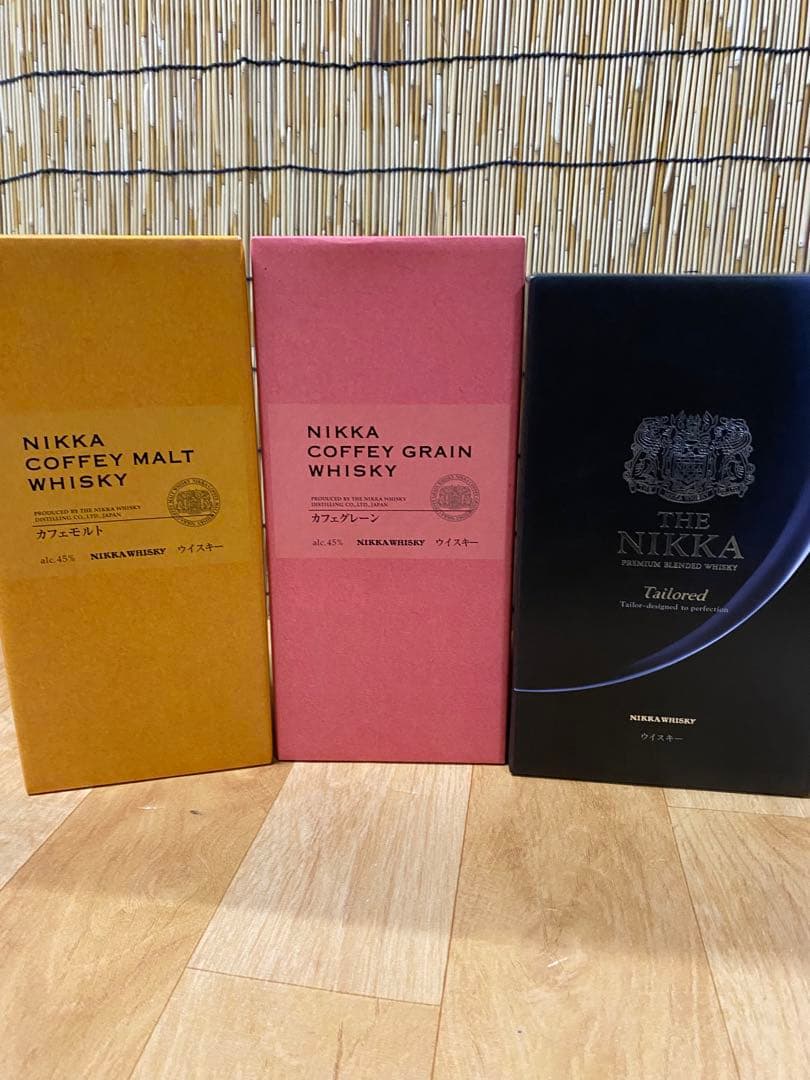 NIKKA
COFFEY MALT
WHISKY
PRODUCED BY THE NIKKA WHISKY
DISTILLING CO., LTD., JAPAN
カフェモルト
alc.45% NIKKA WHISKY ウイスキー
NIKKA
COFFEY GRAIN
WHISKY
PRODUCED BY THE NIKKA WHISKY
DISTILLING CO., LTD., JAPAN
カフェグレーン
alc.45% NIKKA WHISKY ウイスキー
THE
NIKKA
PREMIUM BLENDED WHISKY
Tailored
Tailor-designed to perfection
NIKKA WHISKY
ウイスキー